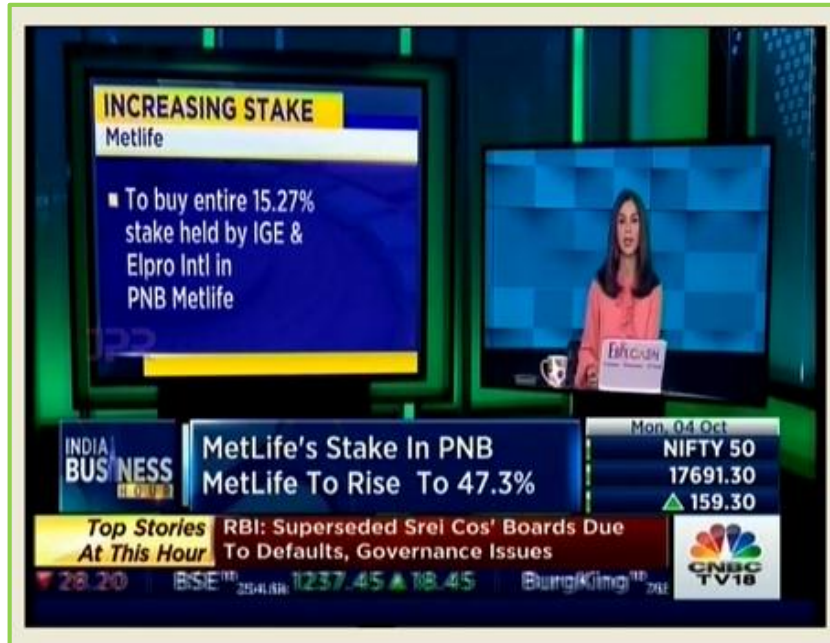 INCREASING STAKE
Metlife
To buy entire 15.27%
stake held by IGE &
Elpro Intl in
PNB Metlife
INDIA
BUSINESS
HOUR
MetLife's Stake In PNB
MetLife To Rise To 47.3%
Mon, 04 Oct
NIFTY 50
17691.30
▲ 159.30
Top Stories
At This Hour
RBI: Superseded Srei Cos' Boards Due
To Defaults, Governance Issues
CNBC
TV18
▼ 28.20 BSE 1237.45 ▲ 18.45